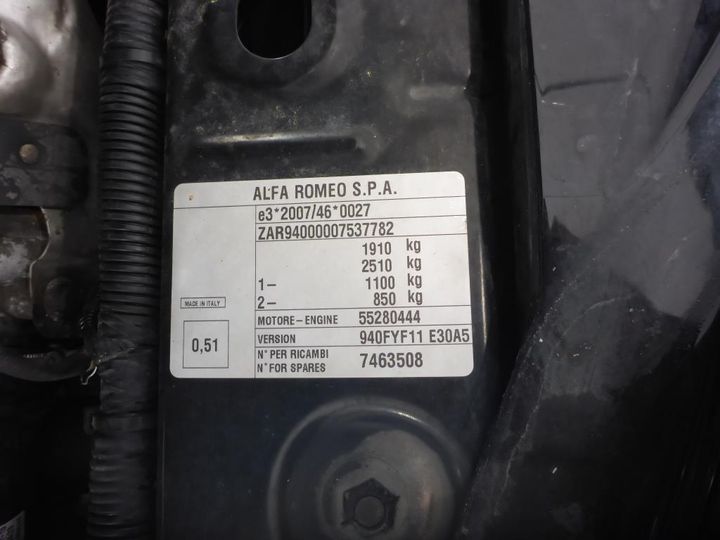 ALFA ROMEO S.P.A.
e3*2007/46*0027
ZAR94000007537782
1910 kg
2510 kg
1- 1100 kg
2- 850 kg
MADE IN ITALY
0,51
MOTORE-ENGINE 55280444
VERSION 940FYF11 E30A5
N° PER RICAMBI
N° FOR SPARES 7463508